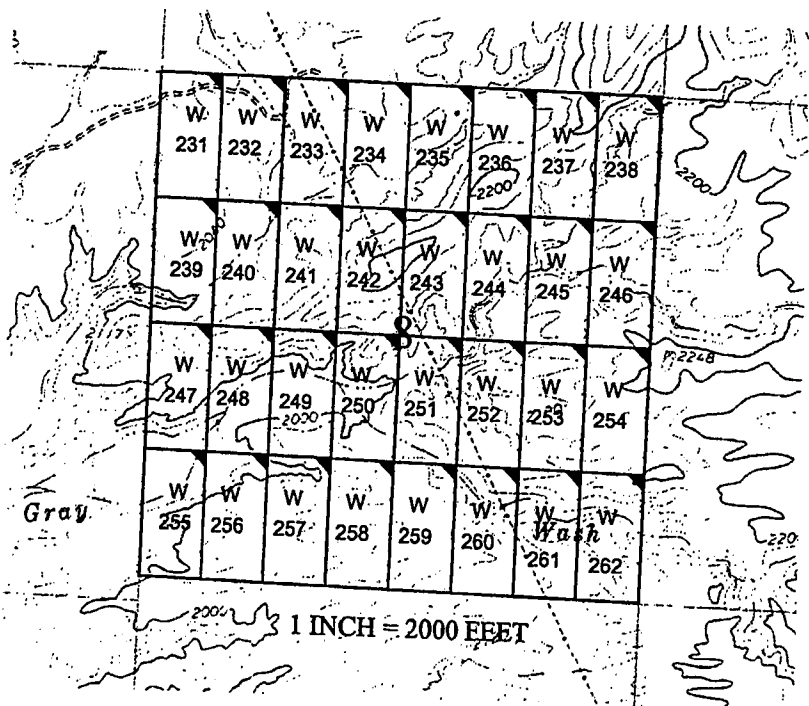 W W W W W W W W
231 232 233 234 235 236 237 238
2200
2200
W W W W W W W W
239 240 241 242 243 244 245 246
8
2248
W W W W W W W W
247 248 249 250 251 252 253 254
2000
Gray
W W W W W W W W
255 256 257 258 259 260 261 262
Wash
220
1 INCH = 2000 FEET